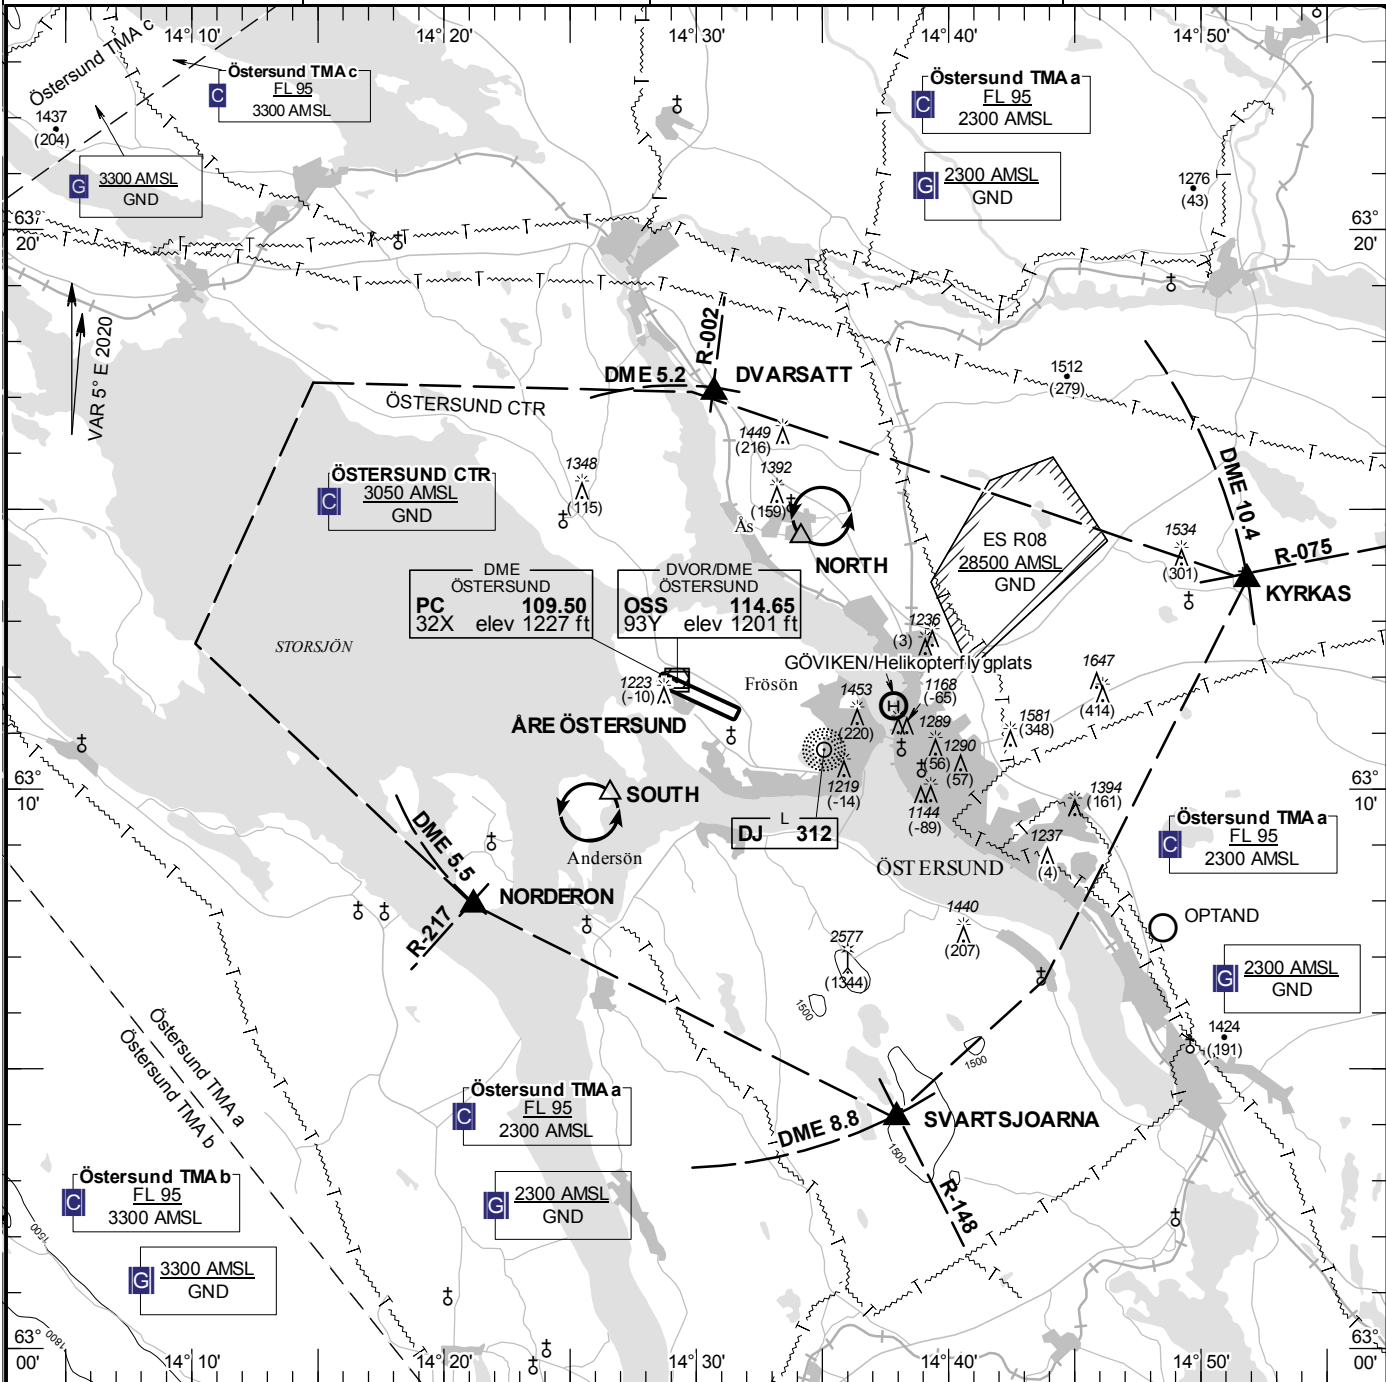 14° 10'
14° 20'
14° 30'
14° 40'
14° 50'
Östersund TMA c
Östersund TMA c
C
FL 95
3300 AMSL
1437
(204)
G
3300 AMSL
GND
Östersund TMA a
C
FL 95
2300 AMSL
G
2300 AMSL
GND
1276
(43)
63°
20'
63°
20'
VAR 5° E 2020
R-002
DME 5.2
DVARSATT
ÖSTERSUND CTR
1512
(279)
1449
(216)
DME 10.4
ÖSTERSUND CTR
C
3050 AMSL
GND
1348
(115)
1392
(159)
Ås
NORTH
ES R08
28500 AMSL
GND
1534
(301)
R-075
KYRKAS
DME
ÖSTERSUND
PC 109.50
32X elev 1227 ft
DVOR/DME
ÖSTERSUND
OSS 114.65
93Y elev 1201 ft
STORSJÖN
1236
(3)
GÖVIKEN/Helikopterflygplats
H
1223
(-10)
Frösön
1453
(220)
1168
(-65)
1647
(414)
ÅRE ÖSTERSUND
1289
(56)
1290
(57)
1581
(348)
1219
(-14)
1144
(-89)
1394
(161)
63°
10'
63°
10'
SOUTH
Andersön
L
DJ 312
1237
(4)
ÖSTERSUND
Östersund TMA a
C
FL 95
2300 AMSL
DME 5.5
NORDERON
R-217
1440
(207)
2577
(1344)
1500
OPTAND
G
2300 AMSL
GND
1424
(191)
1500
Östersund TMA a
Östersund TMA b
Östersund TMA a
C
FL 95
2300 AMSL
DME 8.8
SVARTSJOARNA
1500
R-148
Östersund TMA b
C
FL 95
3300 AMSL
G
2300 AMSL
GND
1500
G
3300 AMSL
GND
1800
63°
00'
63°
00'
14° 10'
14° 20'
14° 30'
14° 40'
14° 50'